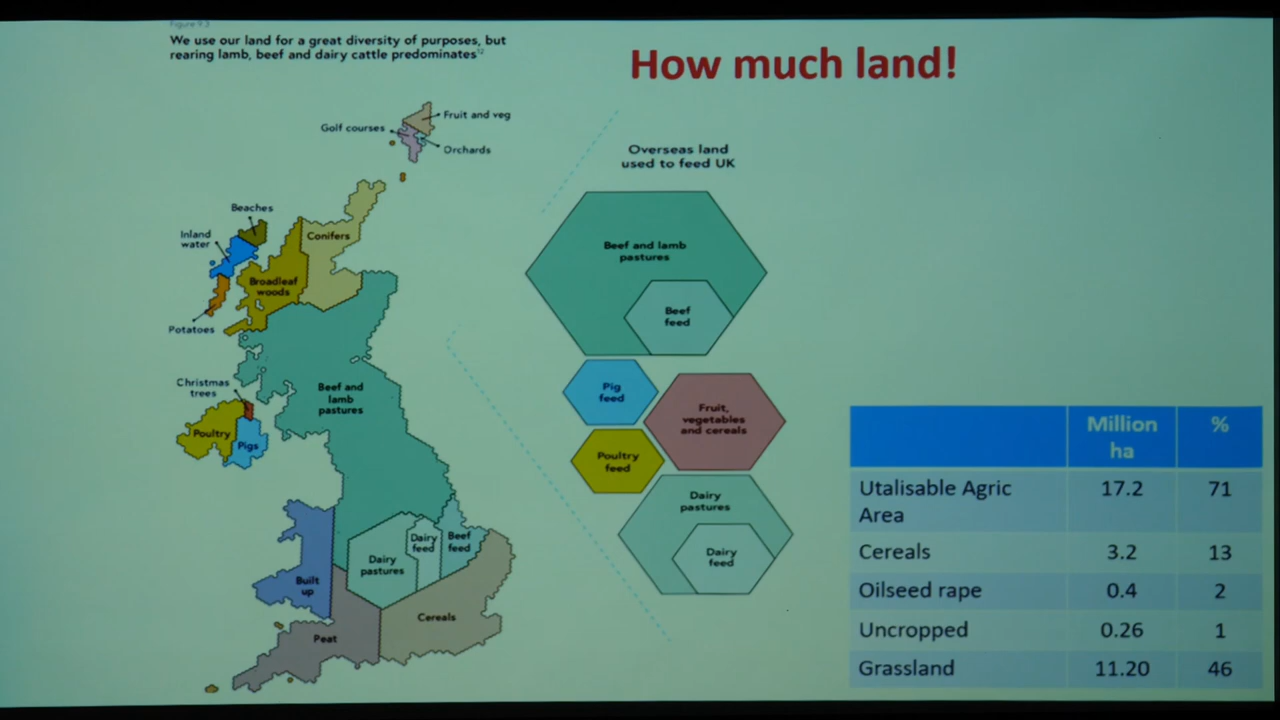 Figure 9.3
We use our land for a great diversity of purposes, but
rearing lamb, beef and dairy cattle predominates¹²
How much land!
Fruit and veg
Golf courses
Orchards
Beaches
Inland
water
Conifers
Broadleaf
woods
Potatoes
Christmas
trees
Beef and
lamb
pastures
Poultry
Pigs
Dairy
feed
Beef
feed
Dairy
pastures
Built
up
Cereals
Peat
Overseas land
used to feed UK
Beef and lamb
pastures
Beef
feed
Pig
feed
Fruit,
vegetables
and cereals
Poultry
feed
Dairy
pastures
Dairy
feed
Million
ha
%
Utalisable Agric
Area
17.2
71
Cereals
3.2
13
Oilseed rape
0.4
2
Uncropped
0.26
1
Grassland
11.20
46